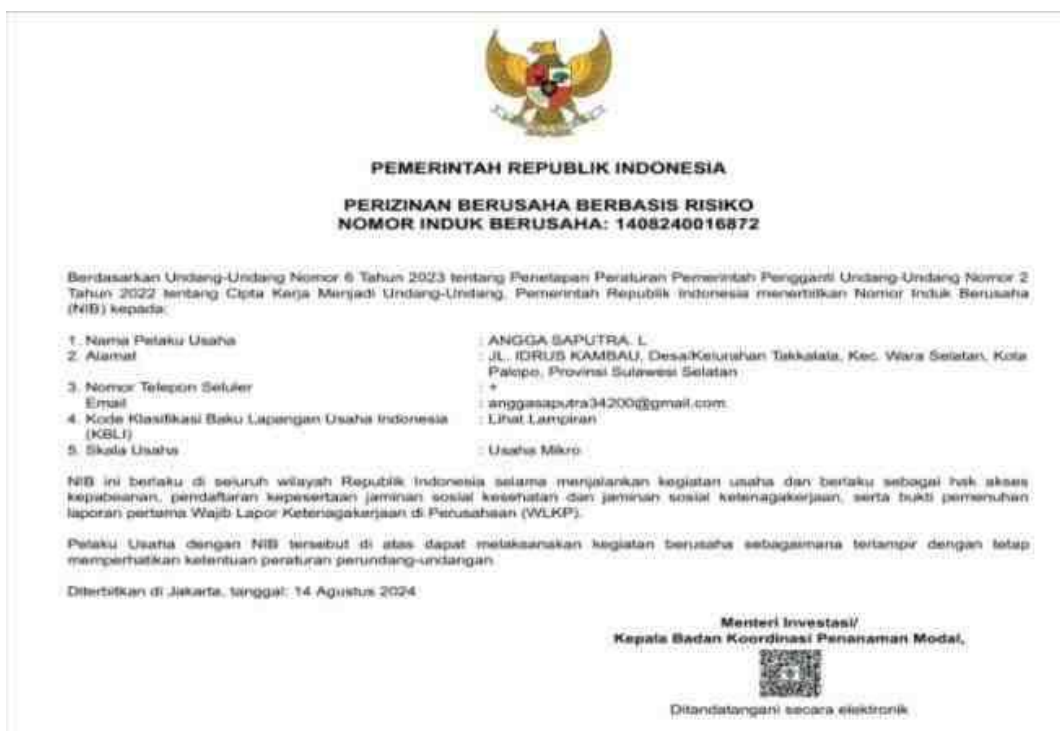 PEMERINTAH REPUBLIK INDONESIA
PERIZINAN BERUSAHA BERBASIS RISIKO
NOMOR INDUK BERUSAHA: 1408240016872
Berdasarkan Undang-Undang Nomor 6 Tahun 2023 tentang Penetapan Peraturan Pemerintah Pengganti Undang-Undang Nomor 2
Tahun 2022 tentang Cipta Kerja Menjadi Undang-Undang, Pemerintah Republik Indonesia menerbitkan Nomor Induk Berusaha
(NIB) kepada:
1. Nama Pelaku Usaha : ANGGA SAPUTRA. L
2. Alamat : JL. IDRUS KAMBAU, Desa/Kelurahan Takkalala, Kec. Wara Selatan, Kota
Palopo, Provinsi Sulawesi Selatan
3. Nomor Telepon Seluler : +
Email : anggasaputra34200@gmail.com
4. Kode Klasifikasi Baku Lapangan Usaha Indonesia : Lihat Lampiran
(KBLI)
5. Skala Usaha : Usaha Mikro
NIB ini berlaku di seluruh wilayah Republik Indonesia selama menjalankan kegiatan usaha dan berlaku sebagai hak akses
kepabeanan, pendaftaran kepesertaan jaminan sosial kesehatan dan jaminan sosial ketenagakerjaan, serta bukti pemenuhan
laporan pertama Wajib Lapor Ketenagakerjaan di Perusahaan (WLKP).
Pelaku Usaha dengan NIB tersebut di atas dapat melaksanakan kegiatan berusaha sebagaimana terlampir dengan tetap
memperhatikan ketentuan peraturan perundang-undangan.
Diterbitkan di Jakarta, tanggal: 14 Agustus 2024
Menteri Investasi/
Kepala Badan Koordinasi Penanaman Modal,
Ditandatangani secara elektronik